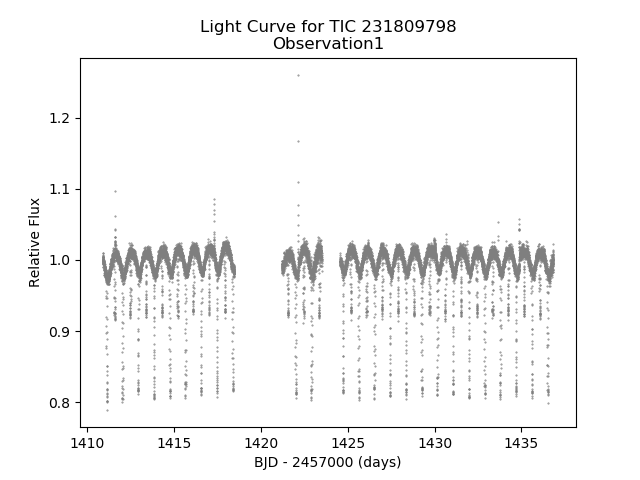 Light Curve for TIC 231809798
Observation1
Relative Flux
1.2
1.1
1.0
0.9
0.8
1410 1415 1420 1425 1430 1435
BJD - 2457000 (days)